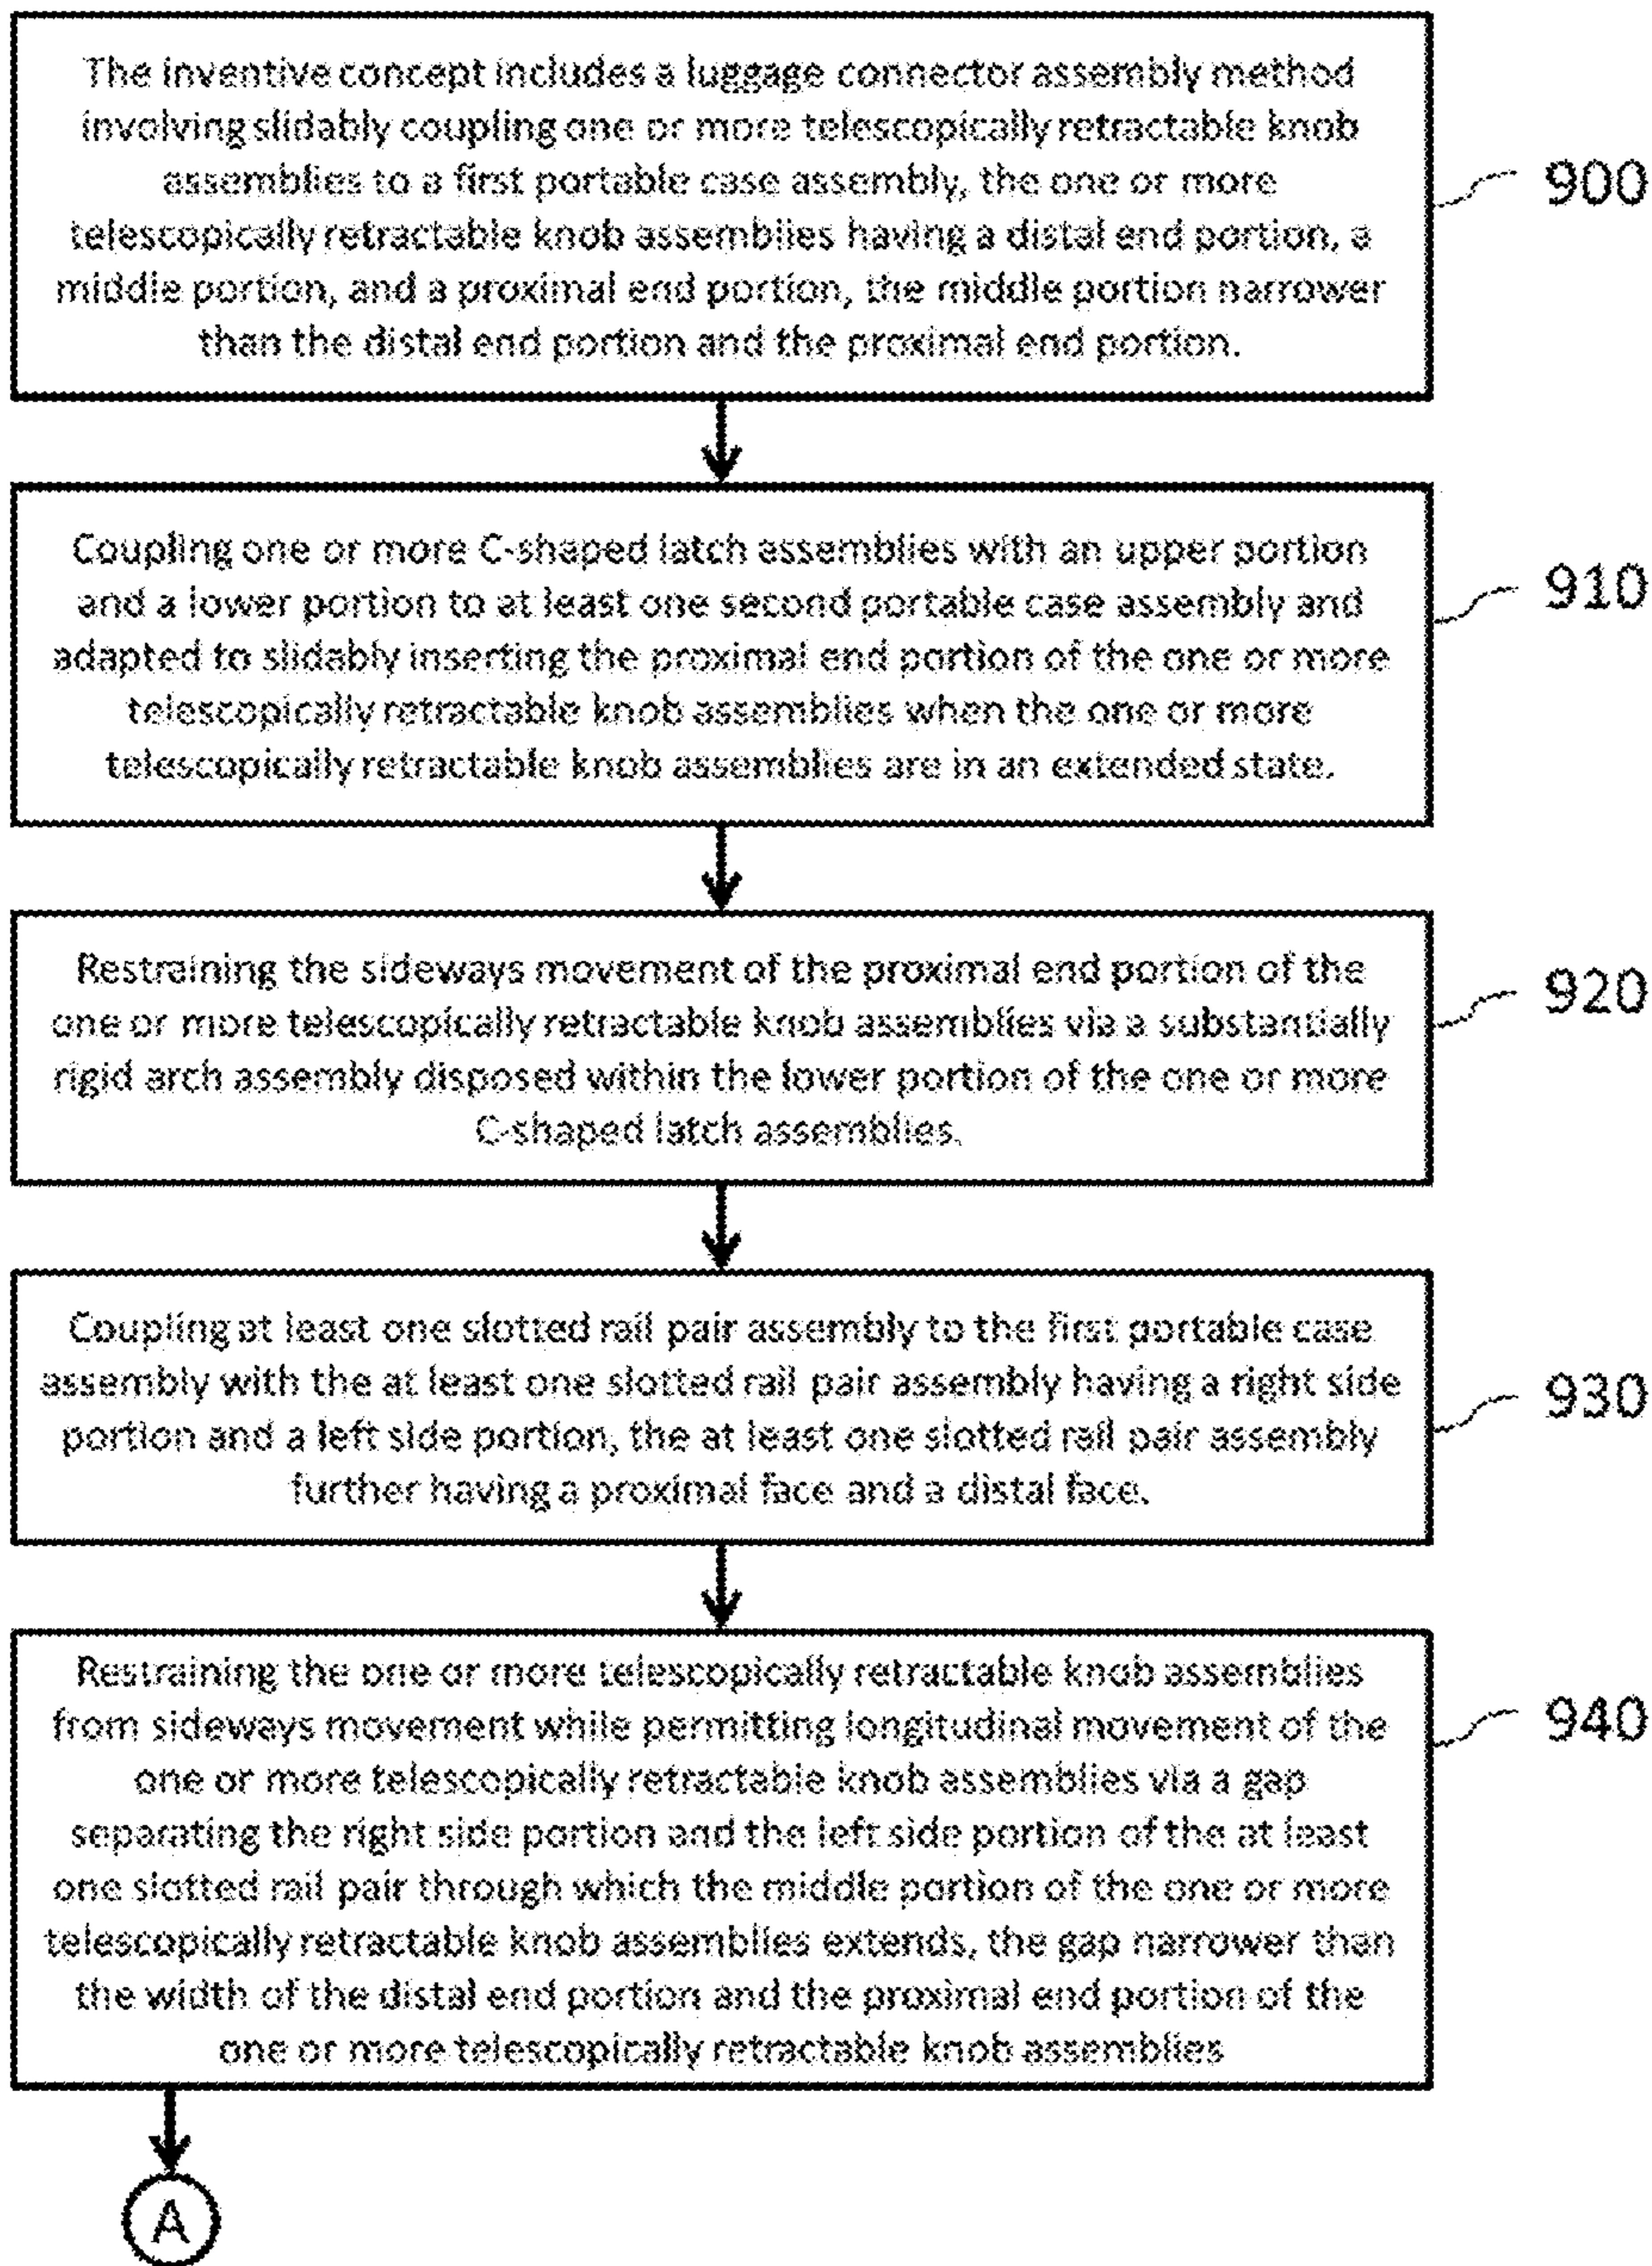 The inventive concept includes a luggage connector assembly method
involving slidably coupling one or more telescopically retractable knob
assemblies to a first portable case assembly, the one or more
telescopically retractable knob assemblies having a distal end portion, a
middle portion, and a proximal end portion, the middle portion narrower
than the distal end portion and the proximal end portion.
900
Coupling one or more C-shaped latch assemblies with an upper portion
and a lower portion to at least one second portable case assembly and
adapted to slidably inserting the proximal end portion of the one or more
telescopically retractable knob assemblies when the one or more
telescopically retractable knob assemblies are in an extended state.
910
Restraining the sideways movement of the proximal end portion of the
one or more telescopically retractable knob assemblies via a substantially
rigid arch assembly disposed within the lower portion of the one or more
C-shaped latch assemblies.
920
Coupling at least one slotted rail pair assembly to the first portable case
assembly with the at least one slotted rail pair assembly having a right side
portion and a left side portion, the at least one slotted rail pair assembly
further having a proximal face and a distal face.
930
Restraining the one or more telescopically retractable knob assemblies
from sideways movement while permitting longitudinal movement of the
one or more telescopically retractable knob assemblies via a gap
separating the right side portion and the left side portion of the at least
one slotted rail pair through which the middle portion of the one or more
telescopically retractable knob assemblies extends, the gap narrower than
the width of the distal end portion and the proximal end portion of the
one or more telescopically retractable knob assemblies
940
A